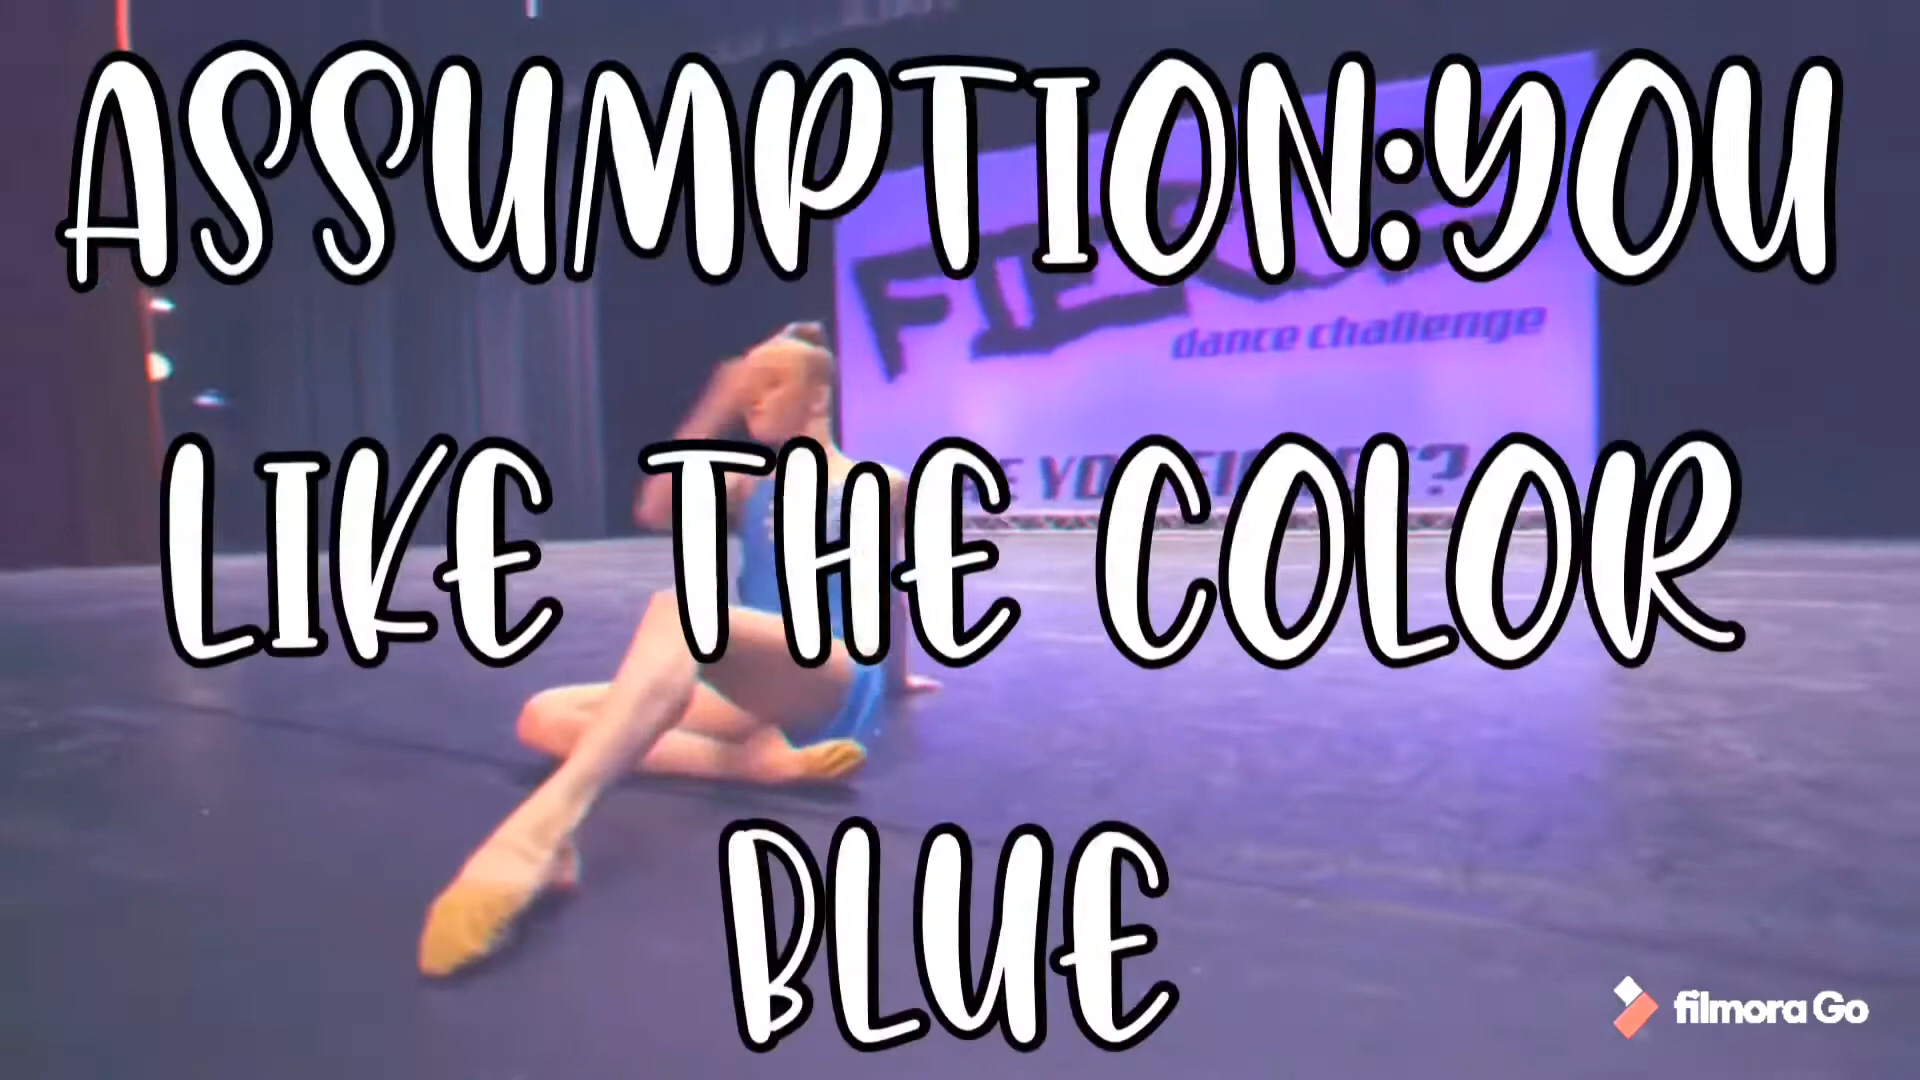 ASSUMPTION:YOU
LIKE THE COLOR
BLUE
dance challenge
filmora Go